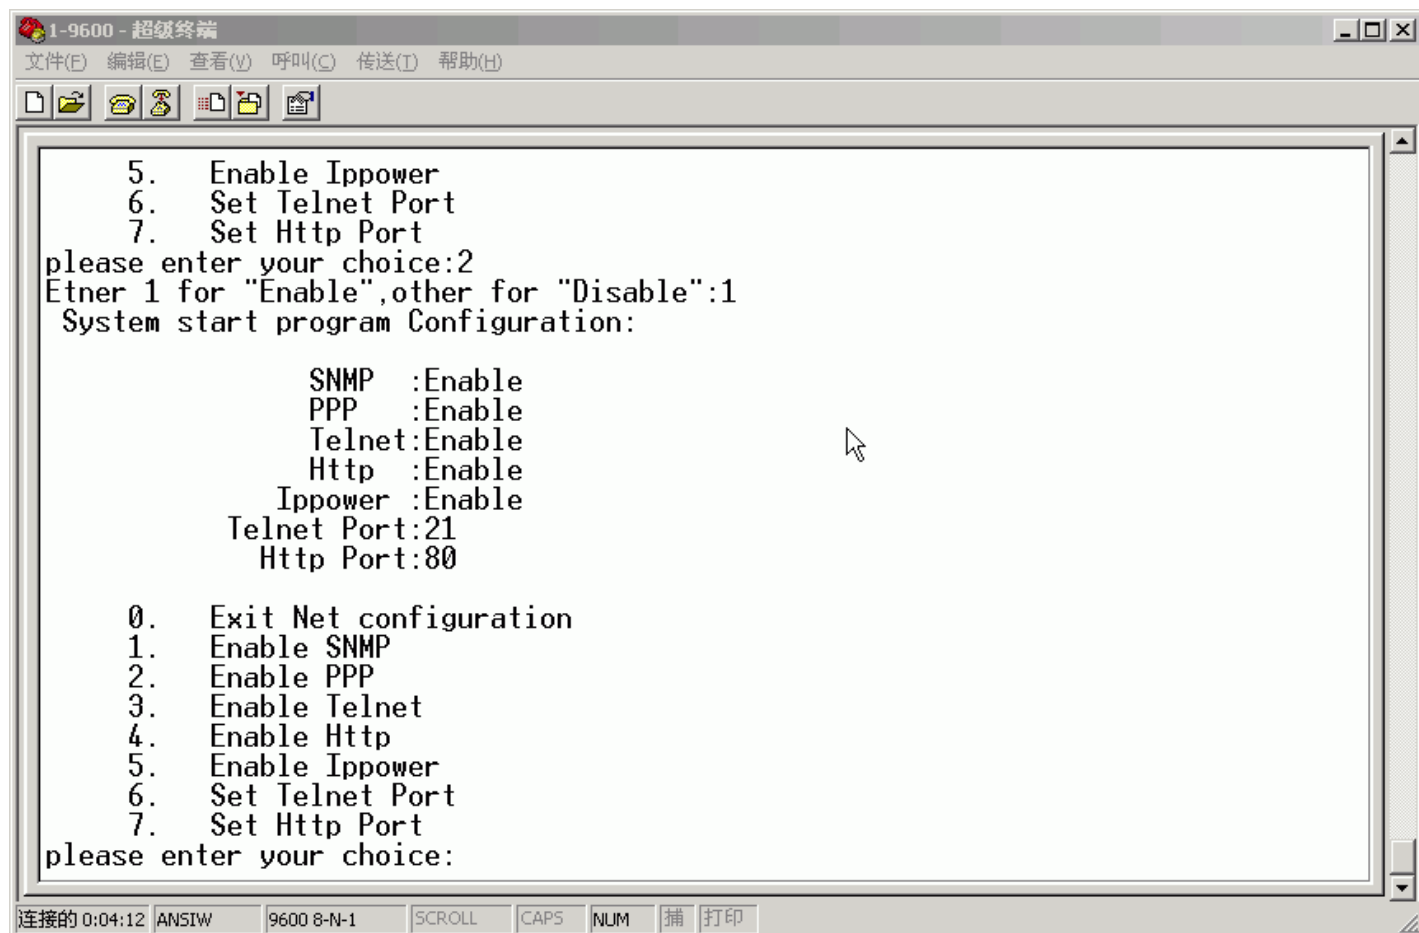 1-9600 - 超级终端
文件(F) 编辑(E) 查看(V) 呼叫(C) 传送(T) 帮助(H)
5. Enable Ippower
6. Set Telnet Port
7. Set Http Port
please enter your choice:2
Etner 1 for "Enable",other for "Disable":1
System start program Configuration:
SNMP :Enable
PPP :Enable
Telnet:Enable
Http :Enable
Ippower :Enable
Telnet Port:21
Http Port:80
0. Exit Net configuration
1. Enable SNMP
2. Enable PPP
3. Enable Telnet
4. Enable Http
5. Enable Ippower
6. Set Telnet Port
7. Set Http Port
please enter your choice:
连接的 0:04:12 ANSIW 9600 8-N-1 SCROLL CAPS NUM 捕 打印